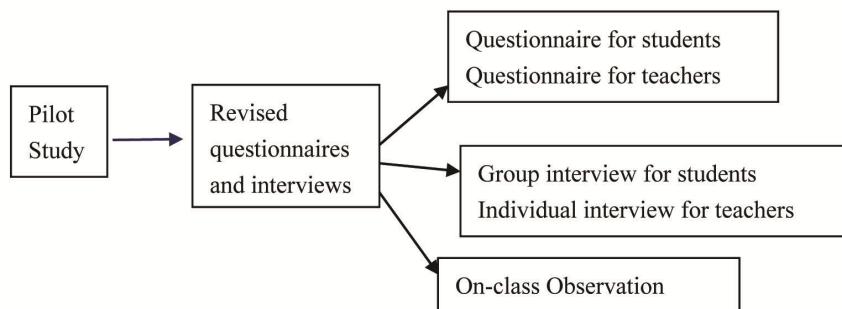 Pilot
Study
Revised
questionnaires
and interviews
Questionnaire for students
Questionnaire for teachers
Group interview for students
Individual interview for teachers
On-class Observation